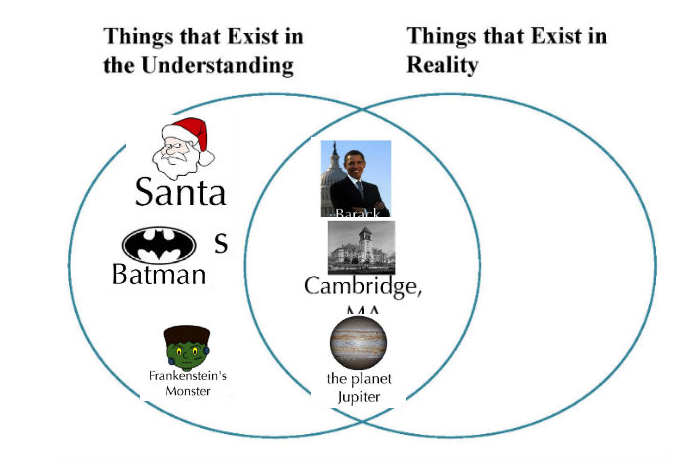 Things that Exist in
the Understanding
Things that Exist in
Reality
Santa
s
Batman
Frankenstein's
Monster
Barack
Cambridge,
MA
the planet
Jupiter